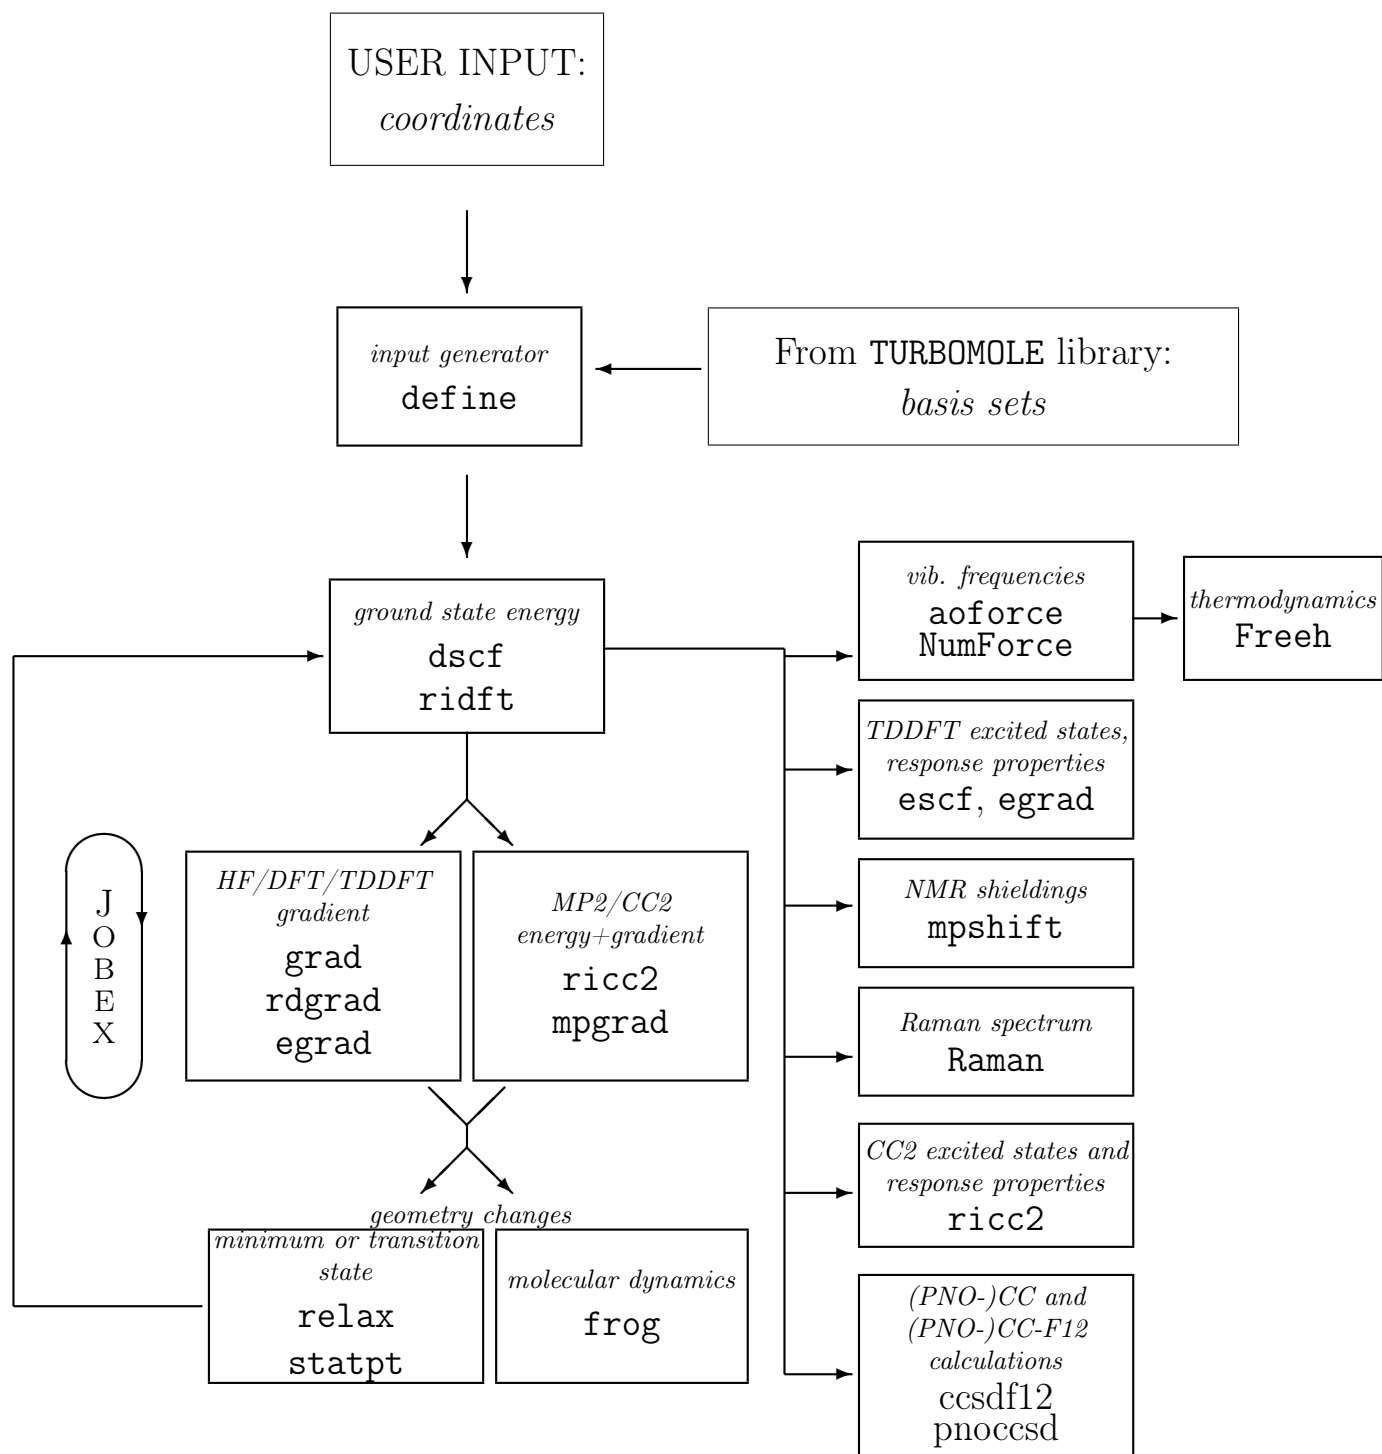 USER INPUT:
coordinates
input generator
define
From TURBOMOLE library:
basis sets
ground state energy
dscf
ridft
vib. frequencies
aoforce
NumForce
thermodynamics
Freeh
TDDFT excited states,
response properties
escf, egrad
J
O
B
E
X
HF/DFT/TDDFT
gradient
grad
rdgrad
egrad
MP2/CC2
energy+gradient
ricc2
mpgrad
NMR shieldings
mpshift
Raman spectrum
Raman
CC2 excited states and
response properties
ricc2
geometry changes
minimum or transition
state
relax
statpt
molecular dynamics
frog
(PNO-)CC and
(PNO-)CC-F12
calculations
ccsdf12
pnoccsd